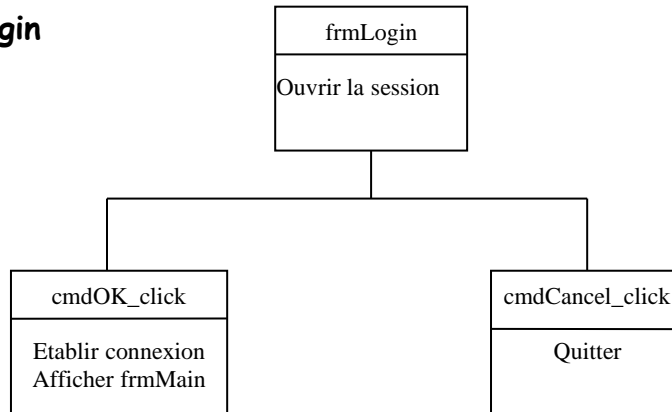 gin
frmLogin
Ouvrir la session
cmdOK_click
Etablir connexion
Afficher frmMain
cmdCancel_click
Quitter